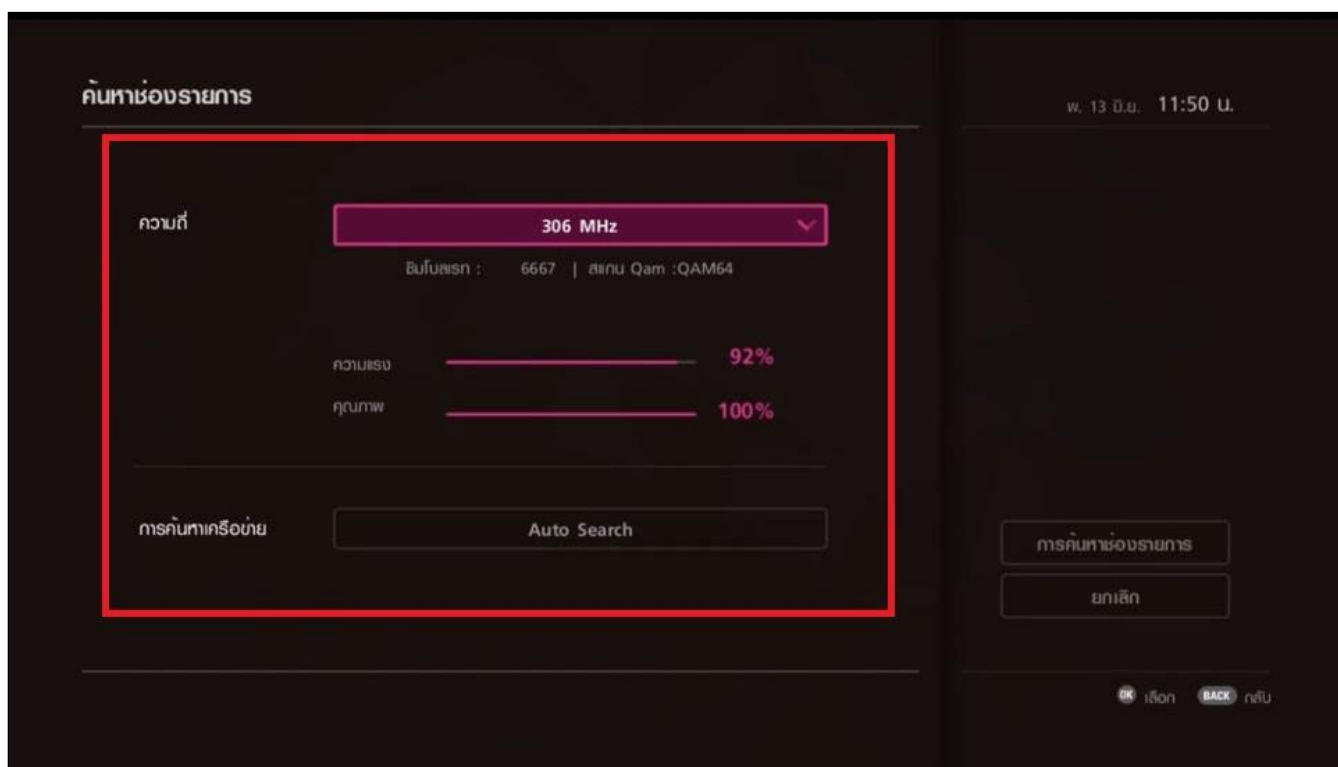 ค้นหาช่องรายการ
พ. 13 มิ.ย. 11:50 น.
ความถี่
306 MHz
ซิมโบลเรท : 6667 | สแกน Qam :QAM64
ความแรง 92%
คุณภาพ 100%
การค้นหาเครือข่าย
Auto Search
การค้นหาช่องรายการ
ยกเลิก
OK เลือก BACK กลับ